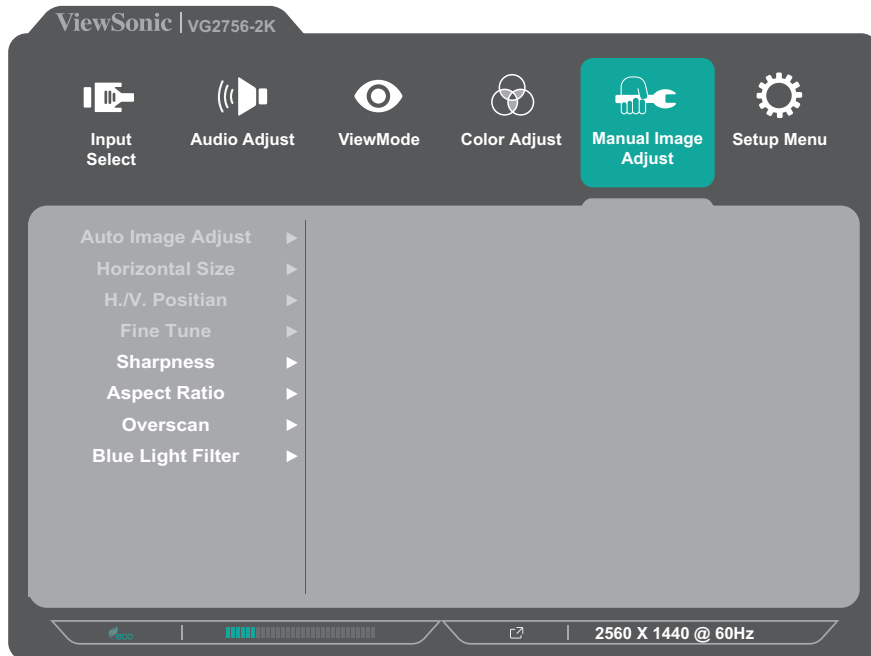 ViewSonic VG2756-2K
Input Select
Audio Adjust
ViewMode
Color Adjust
Manual Image Adjust
Setup Menu
Auto Image Adjust
Horizontal Size
H./V. Positian
Fine Tune
Sharpness
Aspect Ratio
Overscan
Blue Light Filter
eco
2560 X 1440 @ 60Hz